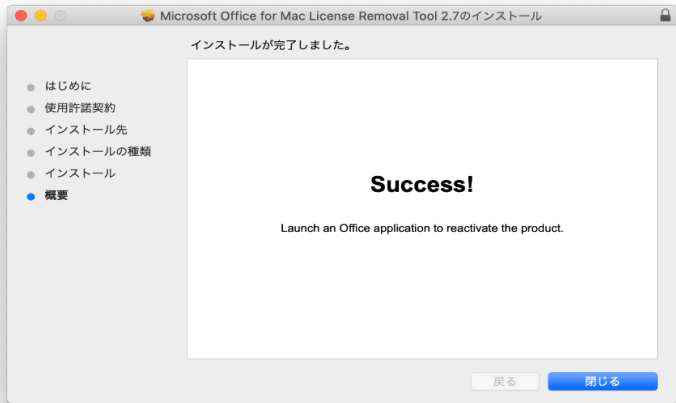 Microsoft Office for Mac License Removal Tool 2.7のインストール
インストールが完了しました。
はじめに
使用許諾契約
インストール先
インストールの種類
インストール
概要
Success!
Launch an Office application to reactivate the product.
戻る
閉じる